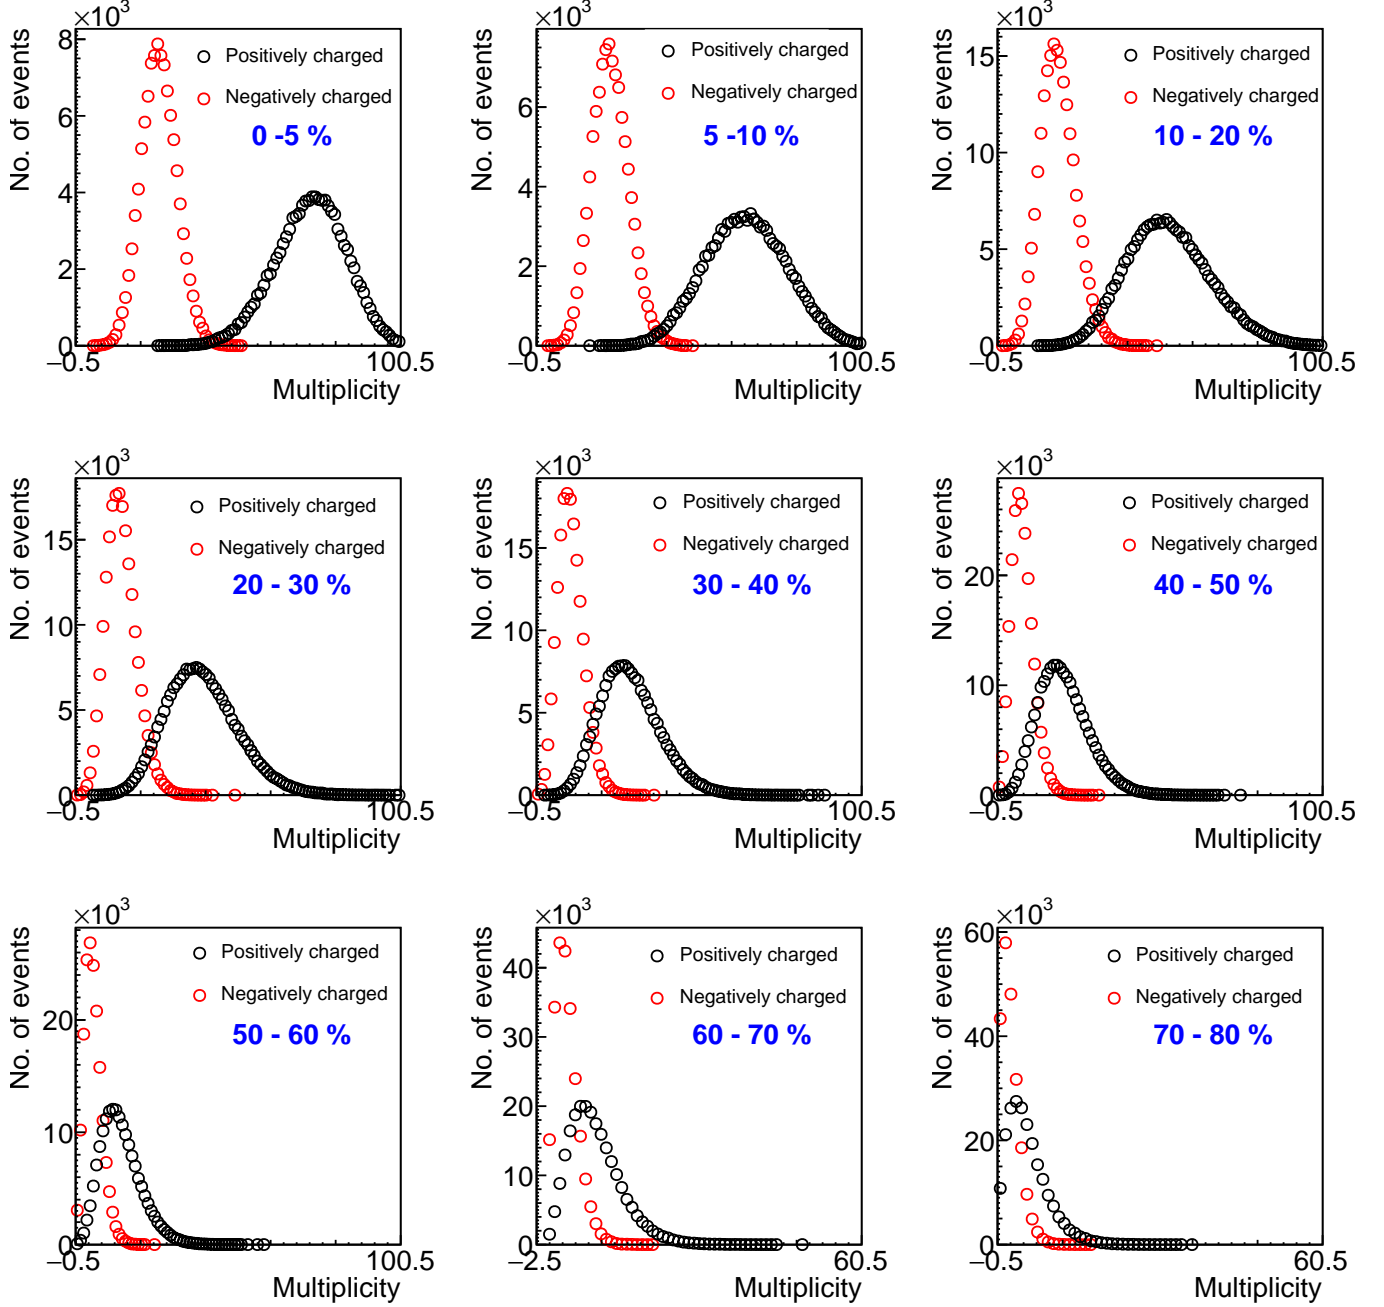 ×10³
No. of events
8
6
4
2
0
Positively charged
Negatively charged
0 -5 %
−0.5
100.5
Multiplicity
×10³
No. of events
6
4
2
0
Positively charged
Negatively charged
5 -10 %
−0.5
100.5
Multiplicity
×10³
No. of events
15
10
5
0
Positively charged
Negatively charged
10 - 20 %
−0.5
100.5
Multiplicity
×10³
No. of events
15
10
5
0
Positively charged
Negatively charged
20 - 30 %
−0.5
100.5
Multiplicity
×10³
No. of events
15
10
5
0
Positively charged
Negatively charged
30 - 40 %
−0.5
100.5
Multiplicity
×10³
No. of events
20
10
0
Positively charged
Negatively charged
40 - 50 %
−0.5
100.5
Multiplicity
×10³
No. of events
20
10
0
Positively charged
Negatively charged
50 - 60 %
−0.5
100.5
Multiplicity
×10³
No. of events
40
30
20
10
0
Positively charged
Negatively charged
60 - 70 %
−2.5
60.5
Multiplicity
×10³
No. of events
60
40
20
0
Positively charged
Negatively charged
70 - 80 %
−0.5
60.5
Multiplicity